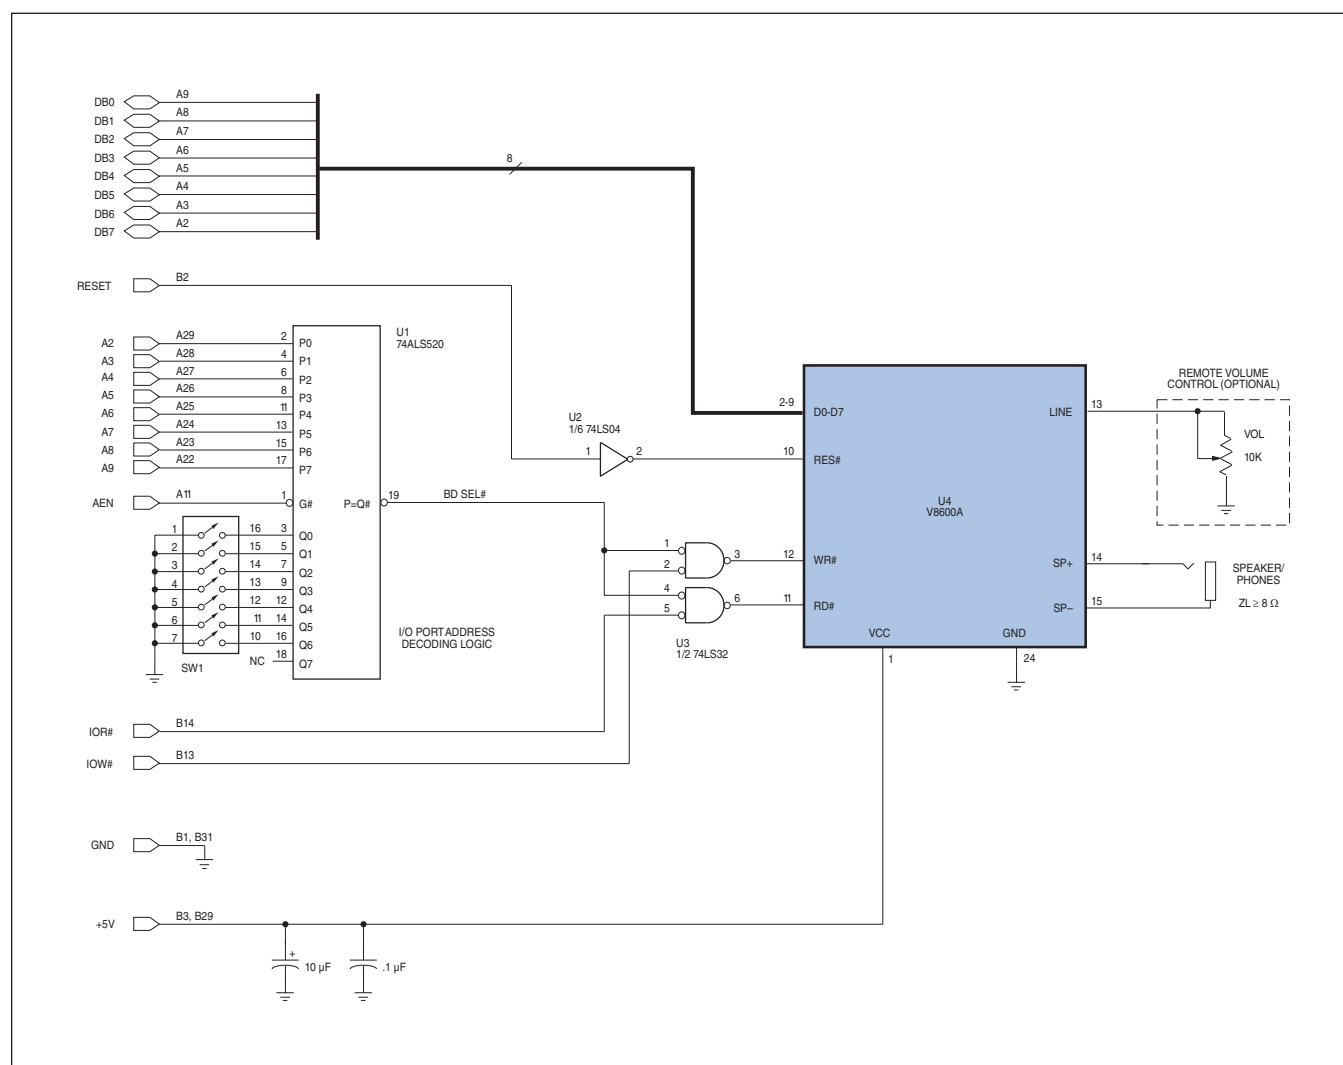 DB0 A9
DB1 A8
DB2 A7
DB3 A6
DB4 A5
DB5 A4
DB6 A3
DB7 A2
8
RESET B2
U1
74ALS520
A2 A29 2 P0
A3 A28 4 P1
A4 A27 6 P2
A5 A26 8 P3
A6 A25 11 P4
A7 A24 13 P5
A8 A23 15 P6
A9 A22 17 P7
AEN A11 1 G# P=Q# 19 BD SEL#
1 16 3 Q0
2 15 5 Q1
3 14 7 Q2
4 13 9 Q3
5 12 12 Q4
6 11 14 Q5
7 10 16 Q6
NC 18 Q7
SW1
I/O PORT ADDRESS
DECODING LOGIC
U2
1/6 74LS04
1 2
1 3
2
4 6
5
U3
1/2 74LS32
2-9 D0-D7
10 RES#
12 WR#
11 RD#
U4
V8600A
LINE 13
SP+ 14
SP– 15
VCC GND
1 24
REMOTE VOLUME
CONTROL (OPTIONAL)
VOL
10K
SPEAKER/
PHONES
ZL ≥ 8 Ω
IOR# B14
IOW# B13
GND B1, B31
+5V B3, B29
+
10 µF .1 µF